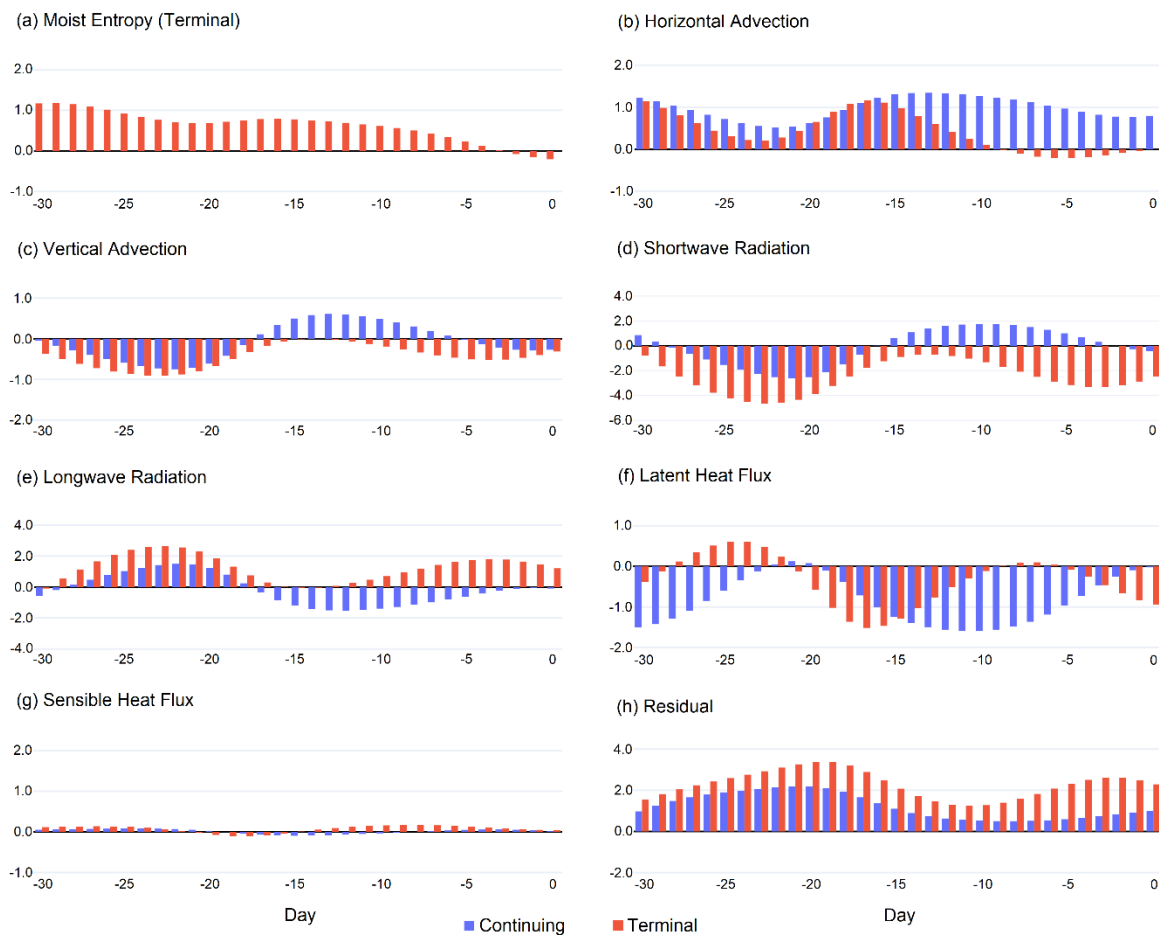 (a) Moist Entropy (Terminal)
2.0
1.0
0.0
-1.0
-30 -25 -20 -15 -10 -5 0
(b) Horizontal Advection
2.0
1.0
0.0
-1.0
-30 -25 -20 -15 -10 -5 0
(c) Vertical Advection
1.0
0.0
-1.0
-2.0
-30 -25 -20 -15 -10 -5 0
(d) Shortwave Radiation
4.0
2.0
0.0
-2.0
-4.0
-6.0
-30 -25 -20 -15 -10 -5 0
(e) Longwave Radiation
4.0
2.0
0.0
-2.0
-4.0
-30 -25 -20 -15 -10 -5 0
(f) Latent Heat Flux
1.0
0.0
-1.0
-2.0
-30 -25 -20 -15 -10 -5 0
(g) Sensible Heat Flux
2.0
1.0
0.0
-1.0
-30 -25 -20 -15 -10 -5 0
Day
(h) Residual
4.0
2.0
0.0
-2.0
-30 -25 -20 -15 -10 -5 0
Day
Continuing
Terminal